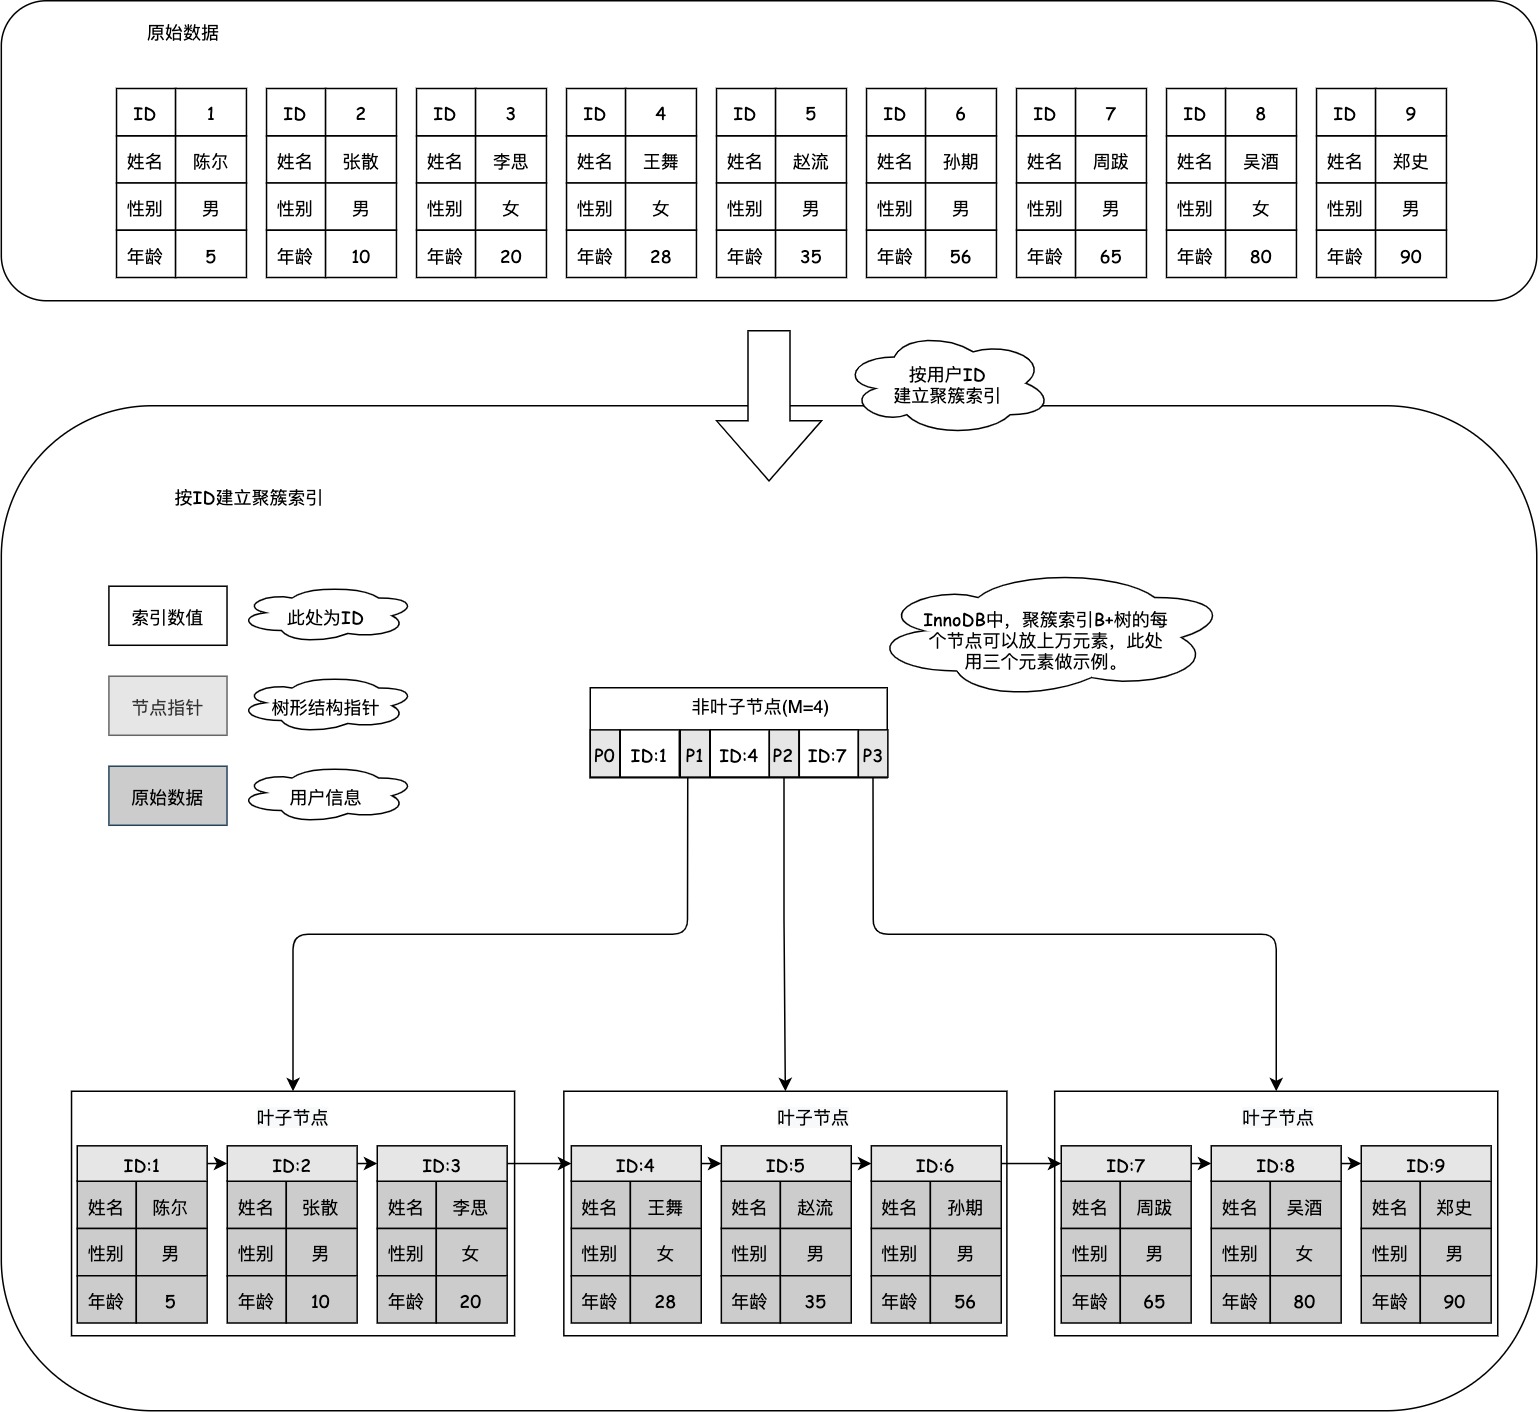 原始数据
ID 1 ID 2 ID 3 ID 4 ID 5 ID 6 ID 7 ID 8 ID 9
姓名 陈尔 姓名 张散 姓名 李思 姓名 王舞 姓名 赵流 姓名 孙期 姓名 周跋 姓名 吴酒 姓名 郑史
性别 男 性别 男 性别 女 性别 女 性别 男 性别 男 性别 男 性别 女 性别 男
年龄 5 年龄 10 年龄 20 年龄 28 年龄 35 年龄 56 年龄 65 年龄 80 年龄 90
按用户ID
建立聚簇索引
按ID建立聚簇索引
索引数值 此处为ID
节点指针 树形结构指针
原始数据 用户信息
InnoDB中，聚簇索引B+树的每
个节点可以放上万元素，此处
用三个元素做示例。
非叶子节点(M=4)
P0 ID:1 P1 ID:4 P2 ID:7 P3
叶子节点 叶子节点 叶子节点
ID:1 ID:2 ID:3 ID:4 ID:5 ID:6 ID:7 ID:8 ID:9
姓名 陈尔 姓名 张散 姓名 李思 姓名 王舞 姓名 赵流 姓名 孙期 姓名 周跋 姓名 吴酒 姓名 郑史
性别 男 性别 男 性别 女 性别 女 性别 男 性别 男 性别 男 性别 女 性别 男
年龄 5 年龄 10 年龄 20 年龄 28 年龄 35 年龄 56 年龄 65 年龄 80 年龄 90